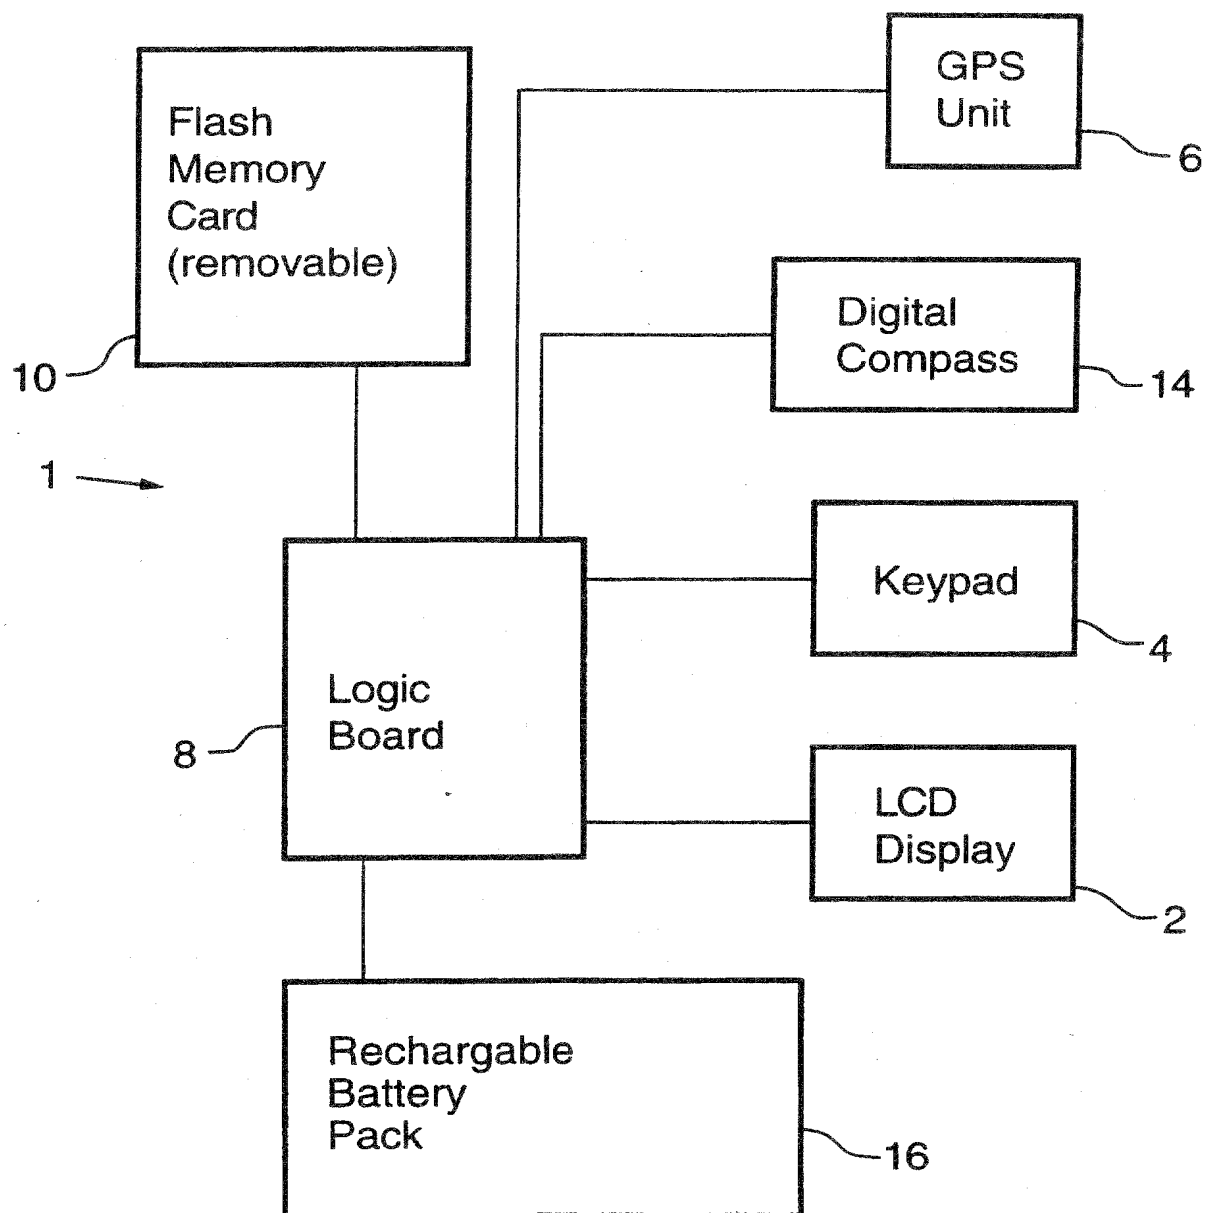 Flash
Memory
Card
(removable)
10
GPS
Unit
6
Digital
Compass
14
1
Keypad
4
Logic
Board
8
LCD
Display
2
Rechargable
Battery
Pack
16